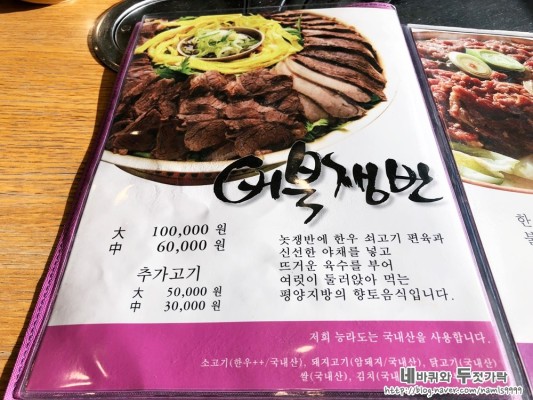 어복쟁반
大 100,000 원
中 60,000 원
추가고기
大 50,000 원
中 30,000 원
놋쟁반에 한우 쇠고기 편육과
신선한 야채를 넣고
뜨거운 육수를 부어
여럿이 둘러앉아 먹는
평양지방의 향토음식입니다.
저희 능라도는 국내산을 사용합니다.
소고기(한우++/국내산), 돼지고기(암돼지/국내산), 닭고기(국내산)
쌀(국내산), 김치(국내산
한
불
네바퀴와 두젓가락
http://blog.naver.com/namis9999